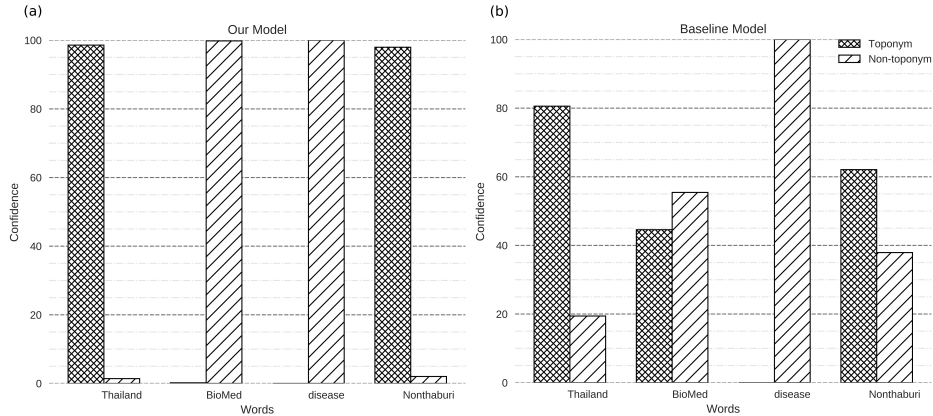 (a)
Our Model
100
80
60
40
20
0
Confidence
Thailand
BioMed
disease
Nonthaburi
Words
(b)
Baseline Model
Toponym
Non-toponym
100
80
60
40
20
0
Confidence
Thailand
BioMed
disease
Nonthaburi
Words